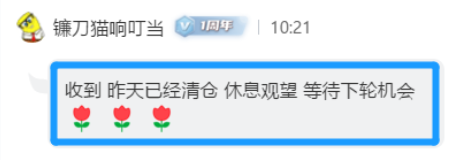 镰刀猫响叮当 1周年 10:21
收到 昨天已经清仓 休息观望 等待下轮机会
🌹 🌹 🌹